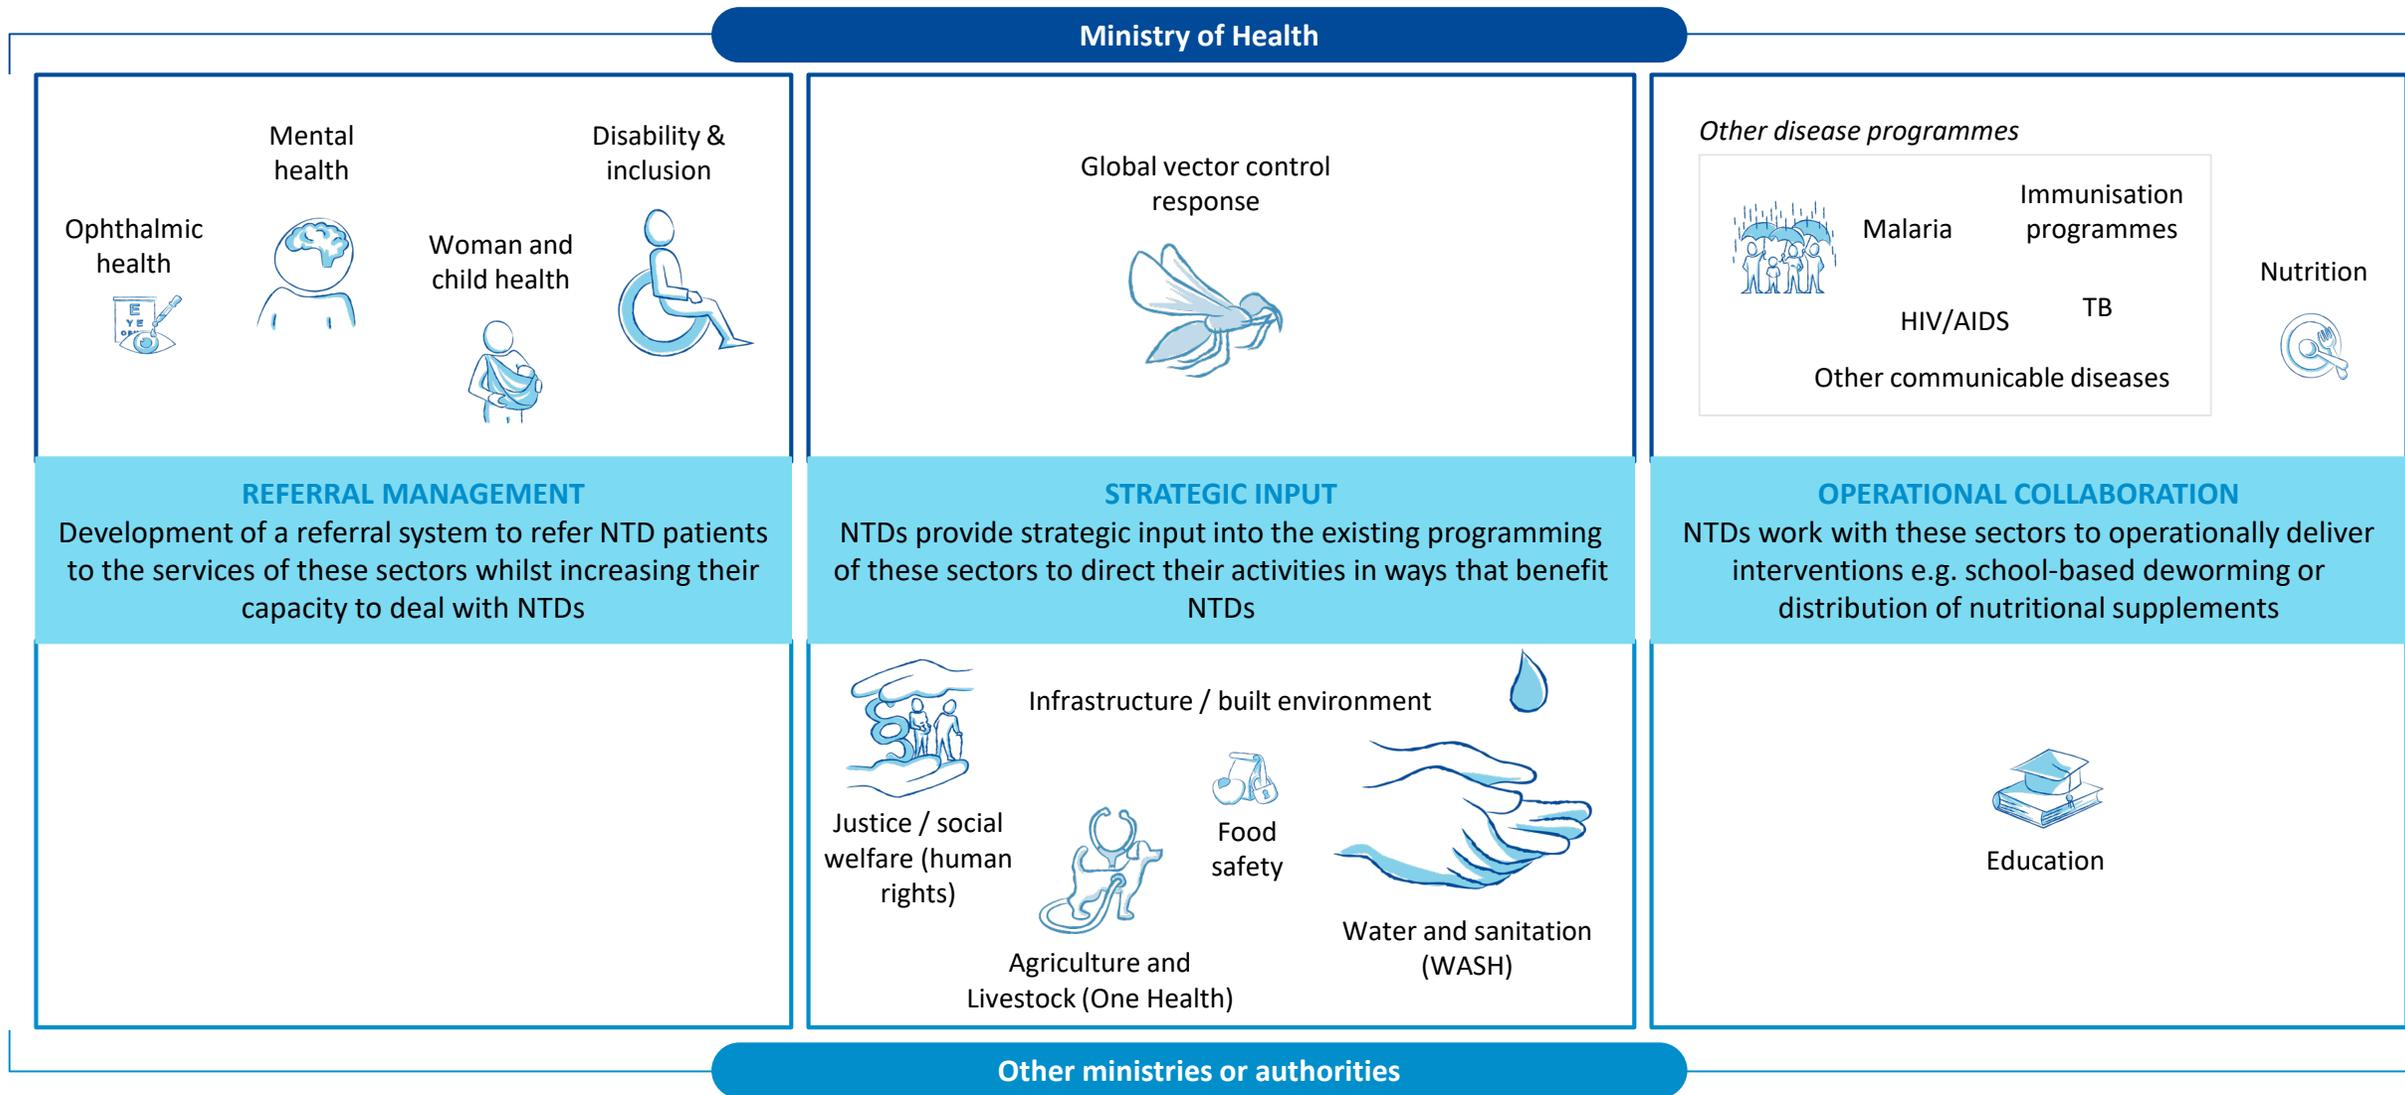 Ministry of Health
Mental
health
Disability &
inclusion
Ophthalmic
health
Woman and
child health
E
Y E
Global vector control
response
Other disease programmes
Malaria
Immunisation
programmes
HIV/AIDS
TB
Other communicable diseases
Nutrition
REFERRAL MANAGEMENT
Development of a referral system to refer NTD patients
to the services of these sectors whilst increasing their
capacity to deal with NTDs
STRATEGIC INPUT
NTDs provide strategic input into the existing programming
of these sectors to direct their activities in ways that benefit
NTDs
OPERATIONAL COLLABORATION
NTDs work with these sectors to operationally deliver
interventions e.g. school-based deworming or
distribution of nutritional supplements
Infrastructure / built environment
§
Justice / social
welfare (human
rights)
Food
safety
Agriculture and
Livestock (One Health)
Water and sanitation
(WASH)
Education
Other ministries or authorities